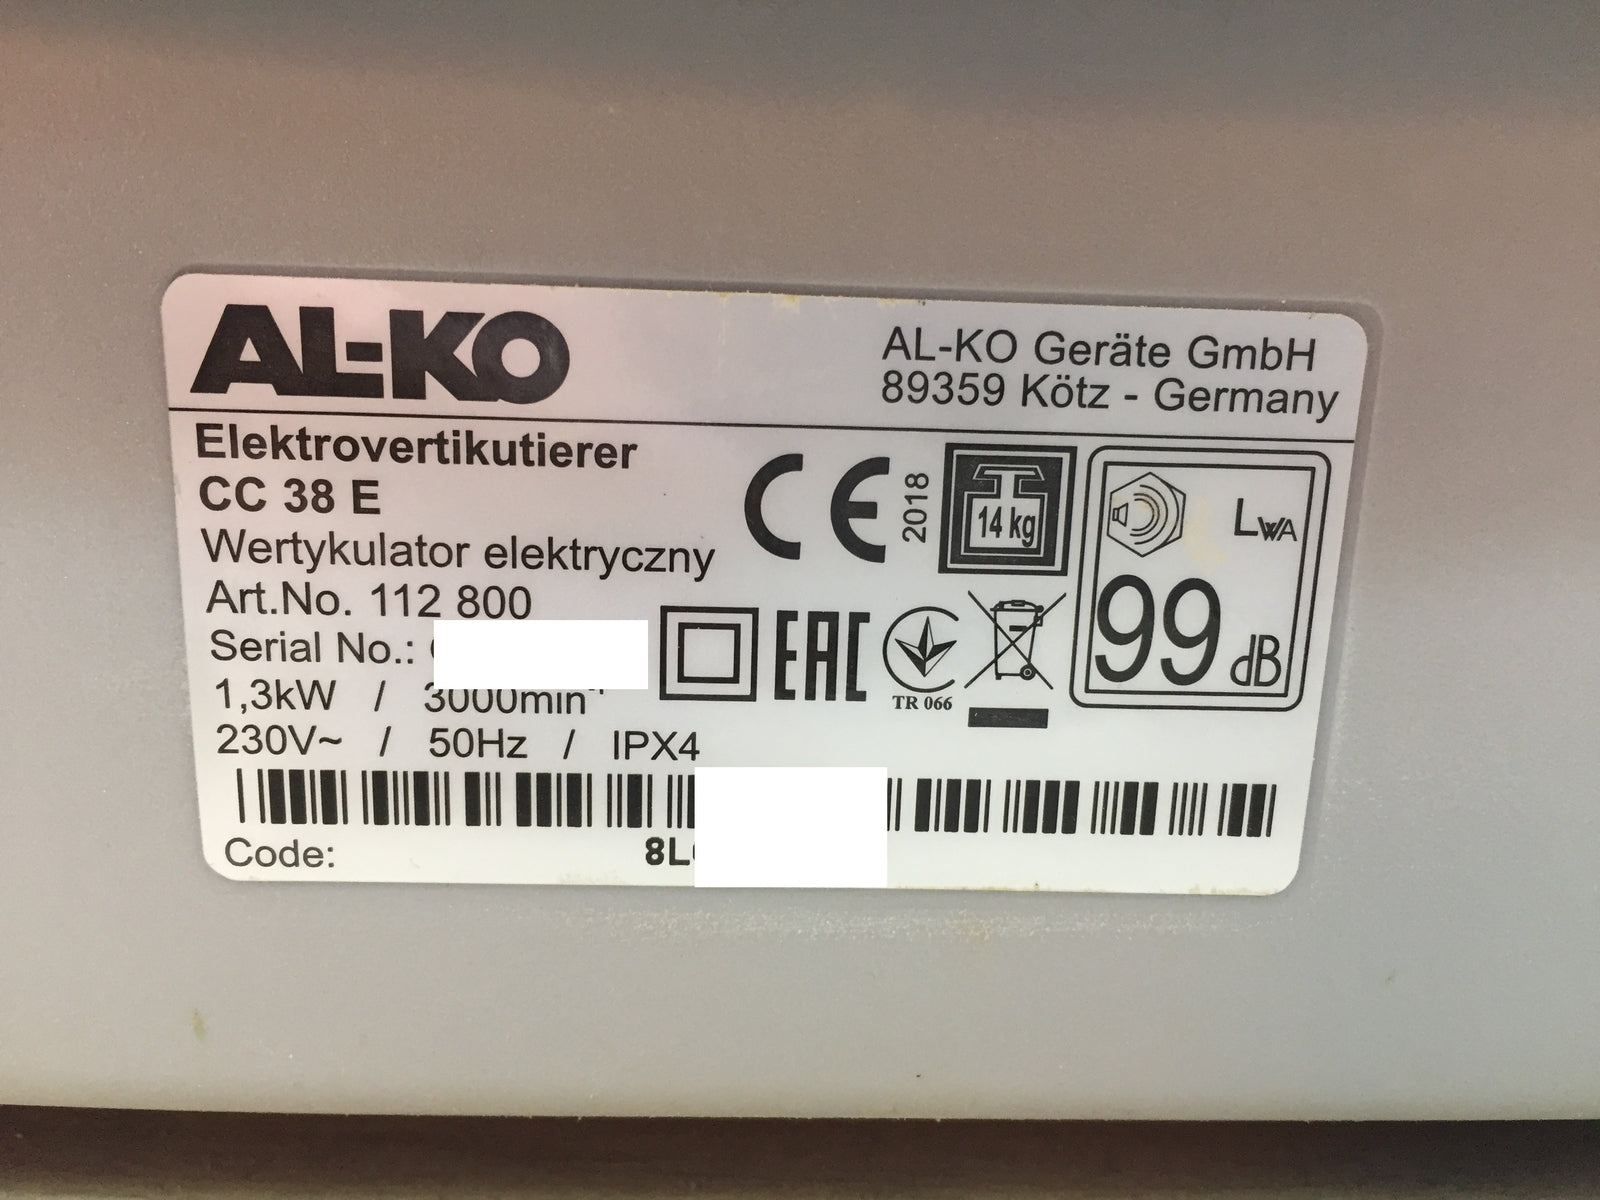 AL-KO
AL-KO Geräte GmbH
89359 Kötz - Germany
Elektrovertikutierer
CC 38 E
Wertykulator elektryczny
Art.No. 112 800
Serial No.:
1,3kW / 3000min⁻¹
230V~ / 50Hz / IPX4
CE
2018
14 kg
LWA
99 dB
EAC
TR 066
Code: 8L